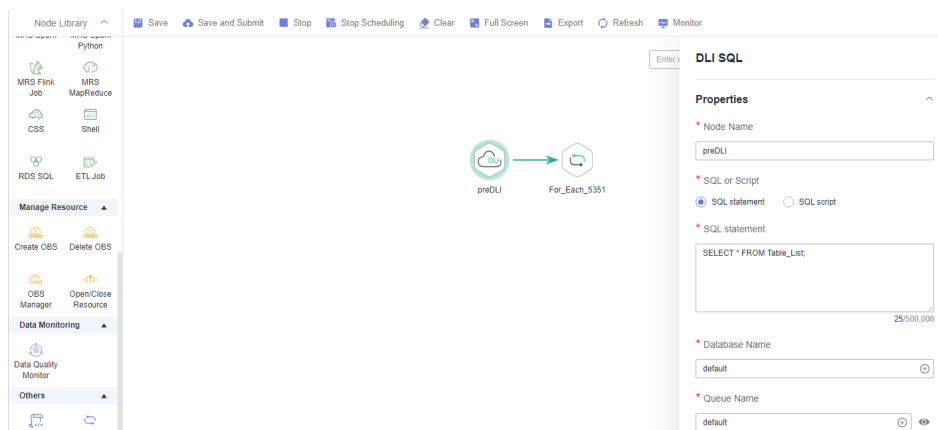 Node Library
Save
Save and Submit
Stop
Stop Scheduling
Clear
Full Screen
Export
Refresh
Monitor
Python
MRS Flink
Job
MRS
MapReduce
CSS
Shell
RDS SQL
ETL Job
Manage Resource
Create OBS
Delete OBS
OBS
Manager
Open/Close
Resource
Data Monitoring
Data Quality
Monitor
Others
DLI
preDLI
For_Each_5351
Enter
DLI SQL
Properties
* Node Name
preDLI
* SQL or Script
SQL statement
SQL script
* SQL statement
SELECT * FROM Table_List;
25/500,000
* Database Name
default
* Queue Name
default